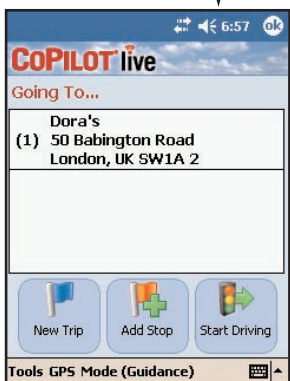 6:57 ok
CoPILOT live
Going To...
Dora's
(1) 50 Babington Road
London, UK SW1A 2
New Trip Add Stop Start Driving
Tools GPS Mode (Guidance)